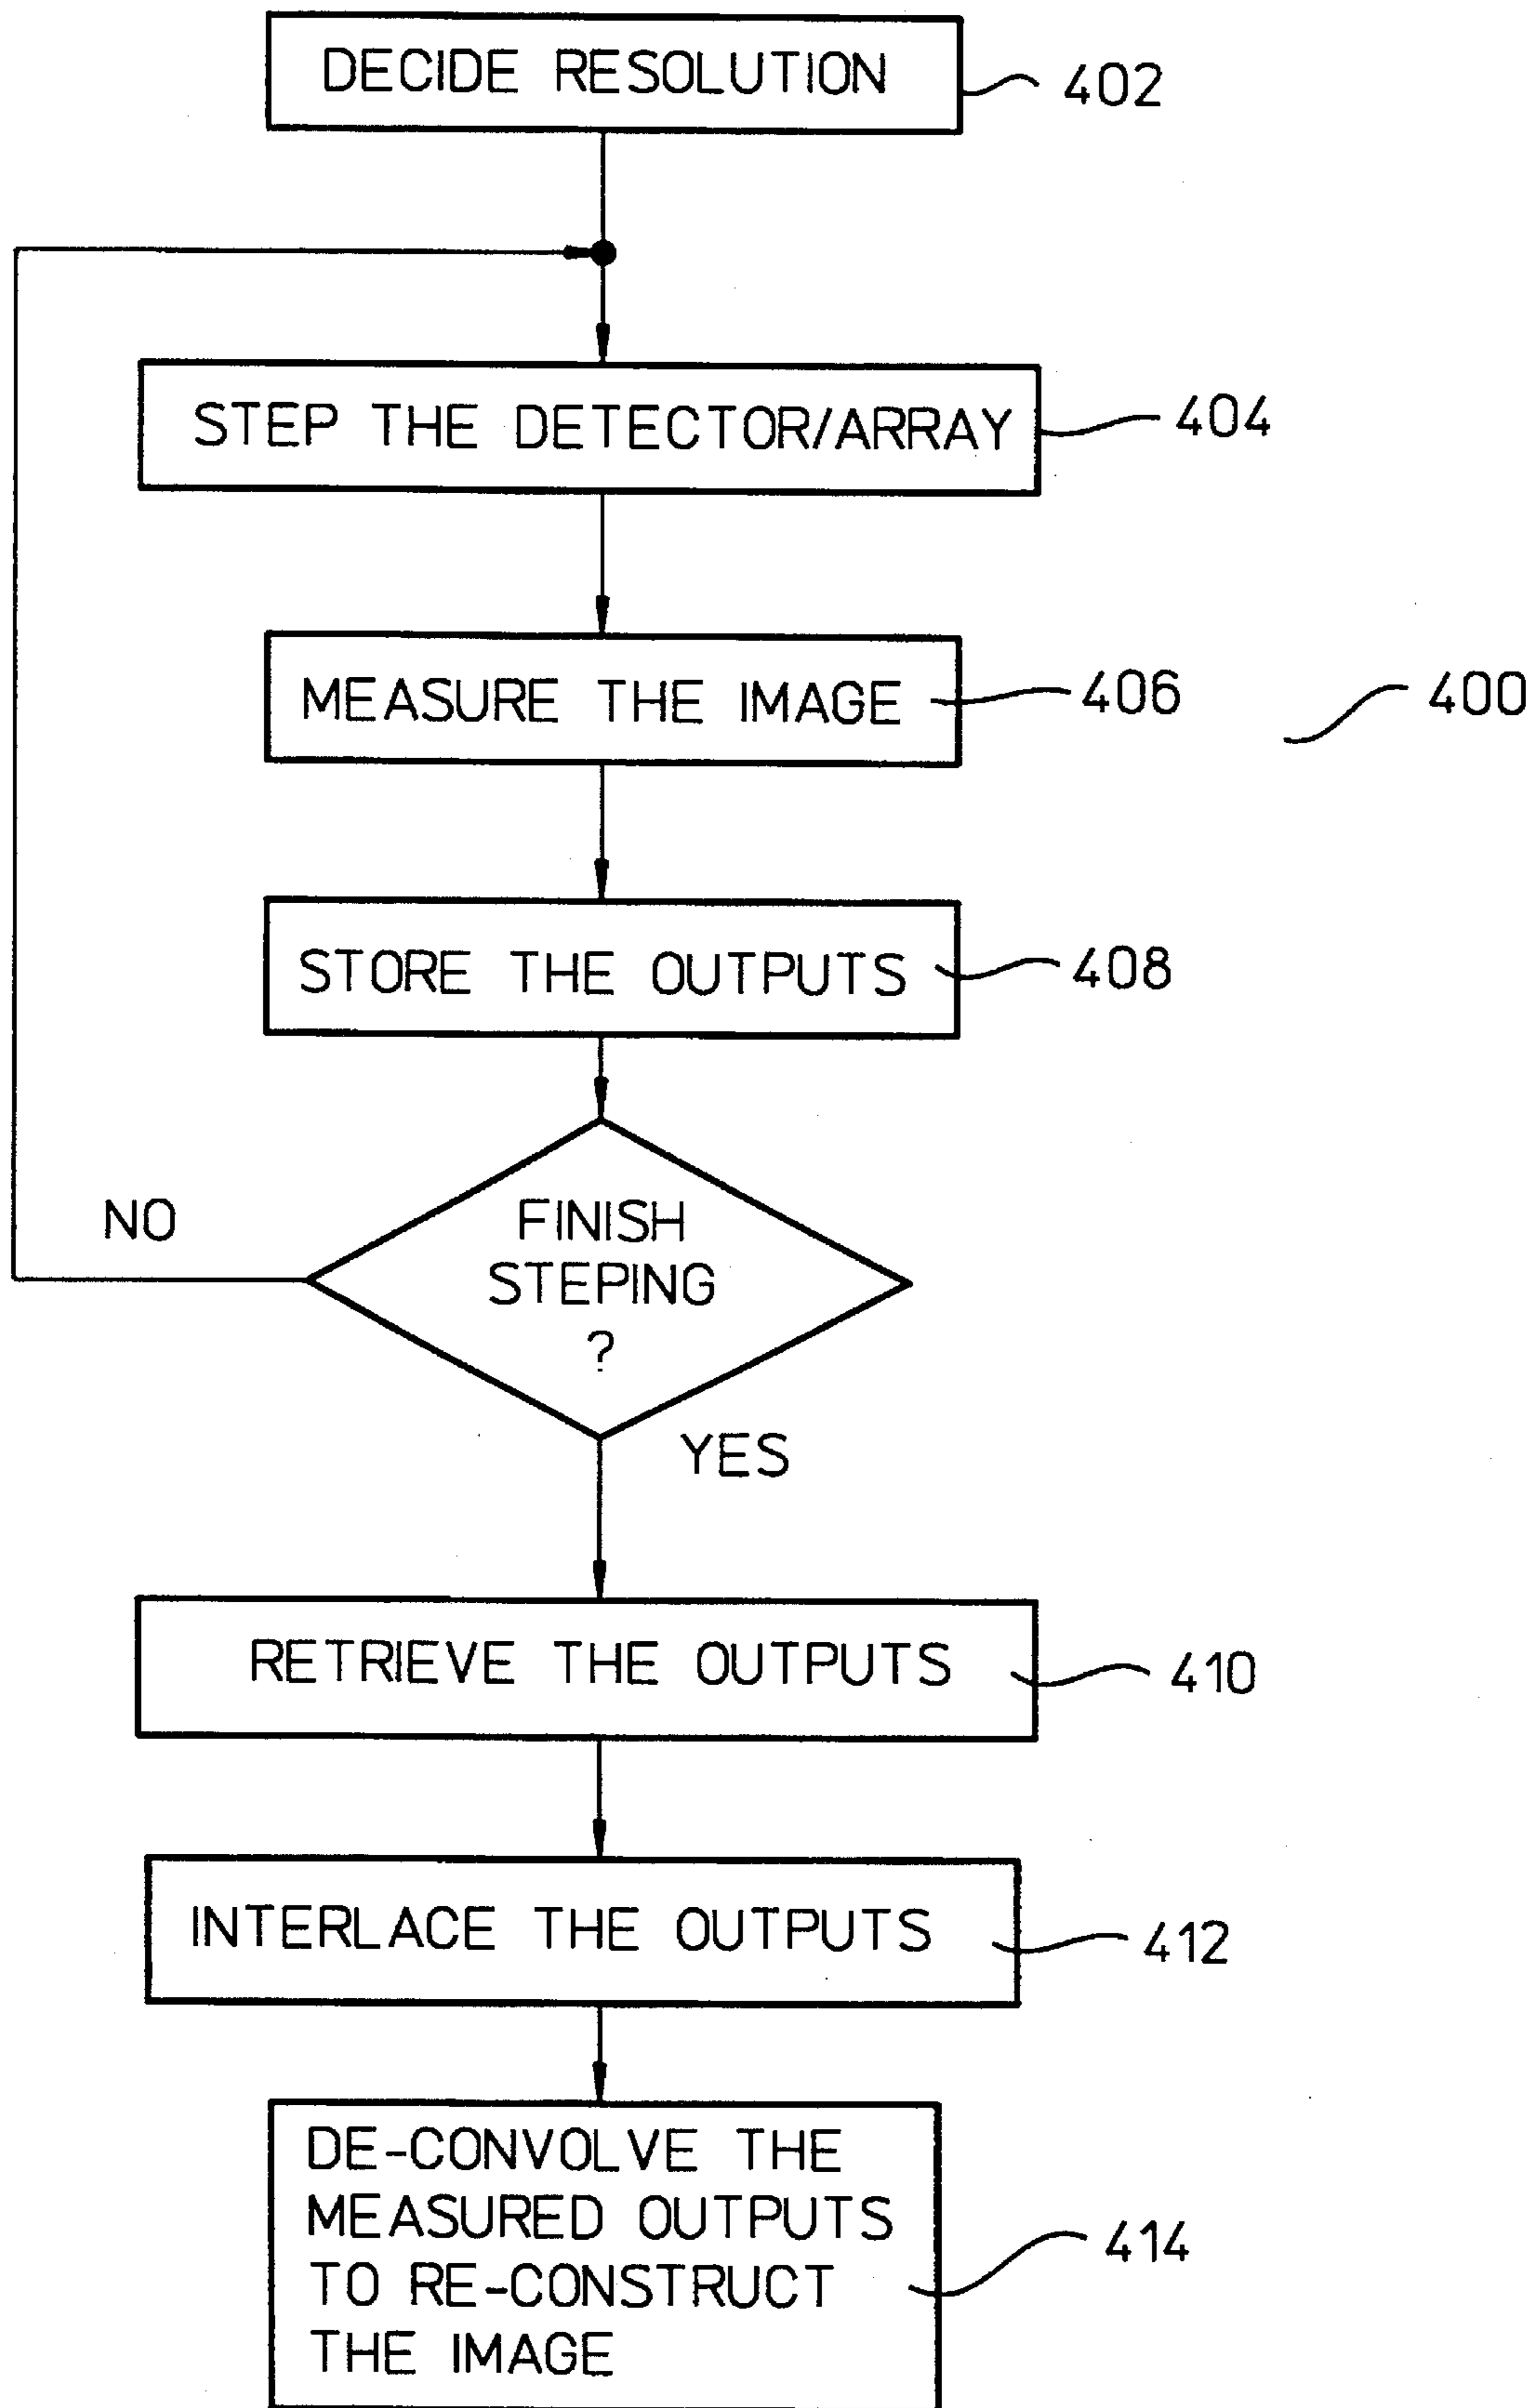 DECIDE RESOLUTION
402
STEP THE DETECTOR/ARRAY
404
MEASURE THE IMAGE
406
400
STORE THE OUTPUTS
408
NO
FINISH
STEPING
?
YES
RETRIEVE THE OUTPUTS
410
INTERLACE THE OUTPUTS
412
DE-CONVOLVE THE
MEASURED OUTPUTS
TO RE-CONSTRUCT
THE IMAGE
414